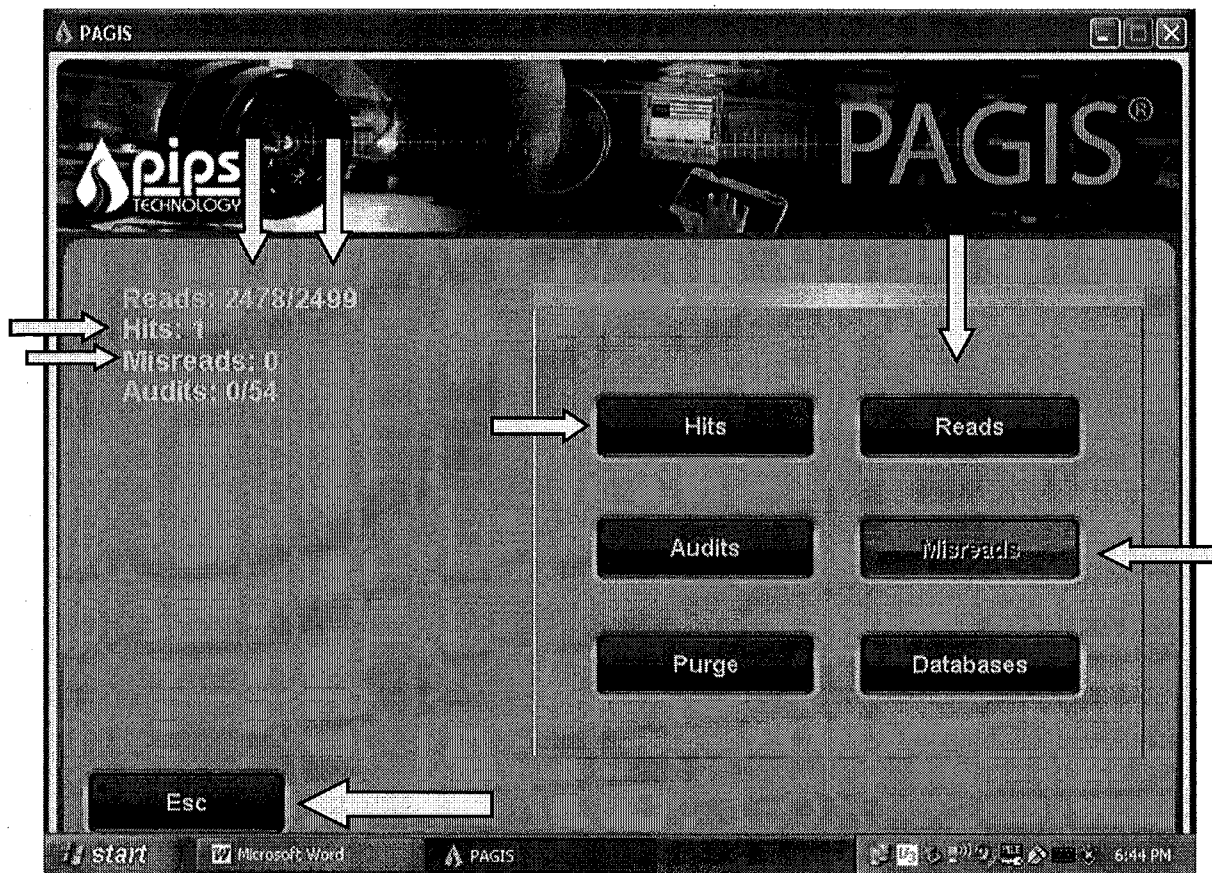 PAGIS
pips
TECHNOLOGY
PAGIS®
Reads: 2478/2499
Hits: 1
Misreads: 0
Audits: 0/54
Hits
Reads
Audits
Misreads
Purge
Databases
Esc
start
Microsoft Word
PAGIS
6:44 PM